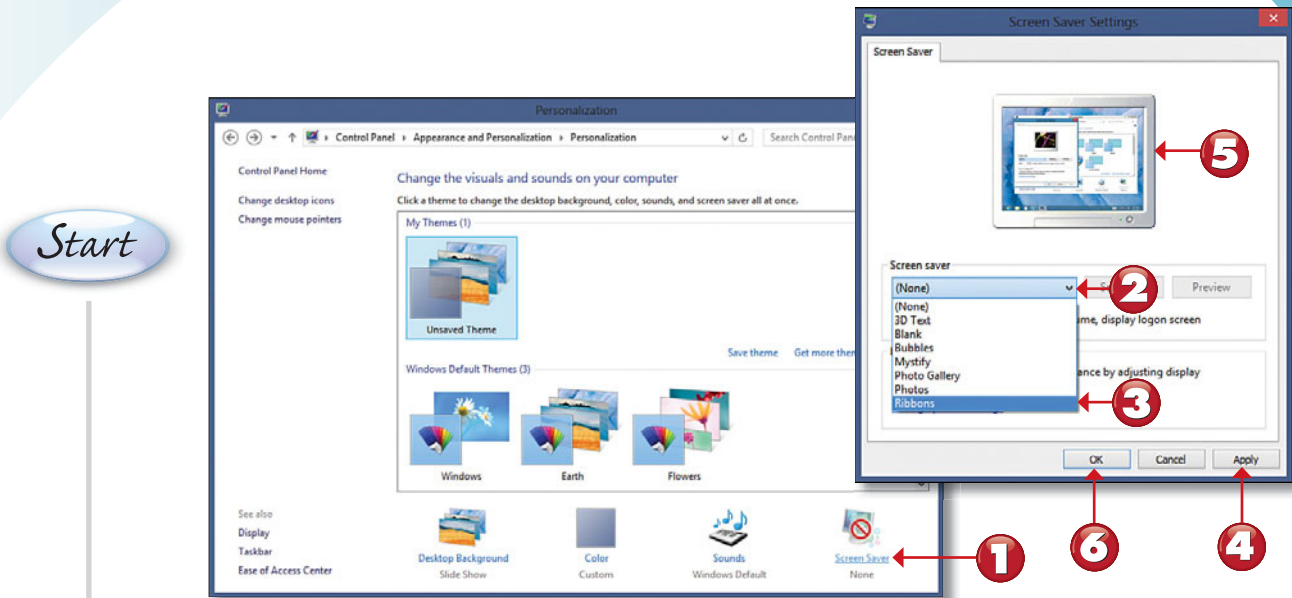 Start
Personalization
Control Panel Appearance and Personalization Personalization
Search Control
Control Panel Home
Change desktop icons
Change mouse pointers
Change the visuals and sounds on your computer
Click a theme to change the desktop background, color, sounds, and screen saver all at once.
My Themes (1)
Unsaved Theme
Save theme Get more
Windows Default Themes (3)
Windows Earth Flowers
See also
Display
Taskbar
Ease of Access Center
Desktop Background
Slide Show
Color
Custom
Sounds
Windows Default
Screen Saver
None
1
Screen Saver Settings
Screen Saver
5
Screen saver
(None)
2
Preview
(None)
3D Text
Blank
Bubbles
Mystify
Photo Gallery
Photos
Ribbons
3
display logon screen
by adjusting display
OK Cancel Apply
6
4